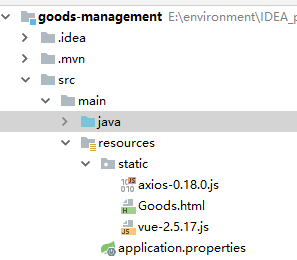 goods-management E:\environment\IDEA_p
.idea
.mvn
src
main
java
resources
static
axios-0.18.0.js
Goods.html
vue-2.5.17.js
application.properties